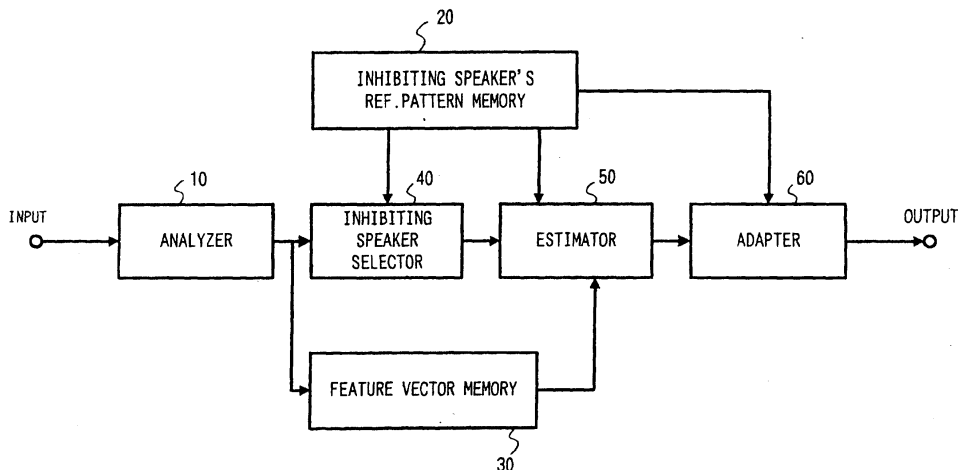 20
INHIBITING SPEAKER'S
REF.PATTERN MEMORY
10
40
50
60
INPUT
ANALYZER
INHIBITING
SPEAKER
SELECTOR
ESTIMATOR
ADAPTER
OUTPUT
FEATURE VECTOR MEMORY
30